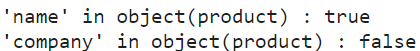 'name' in object(product) : true
'company' in object(product) : false